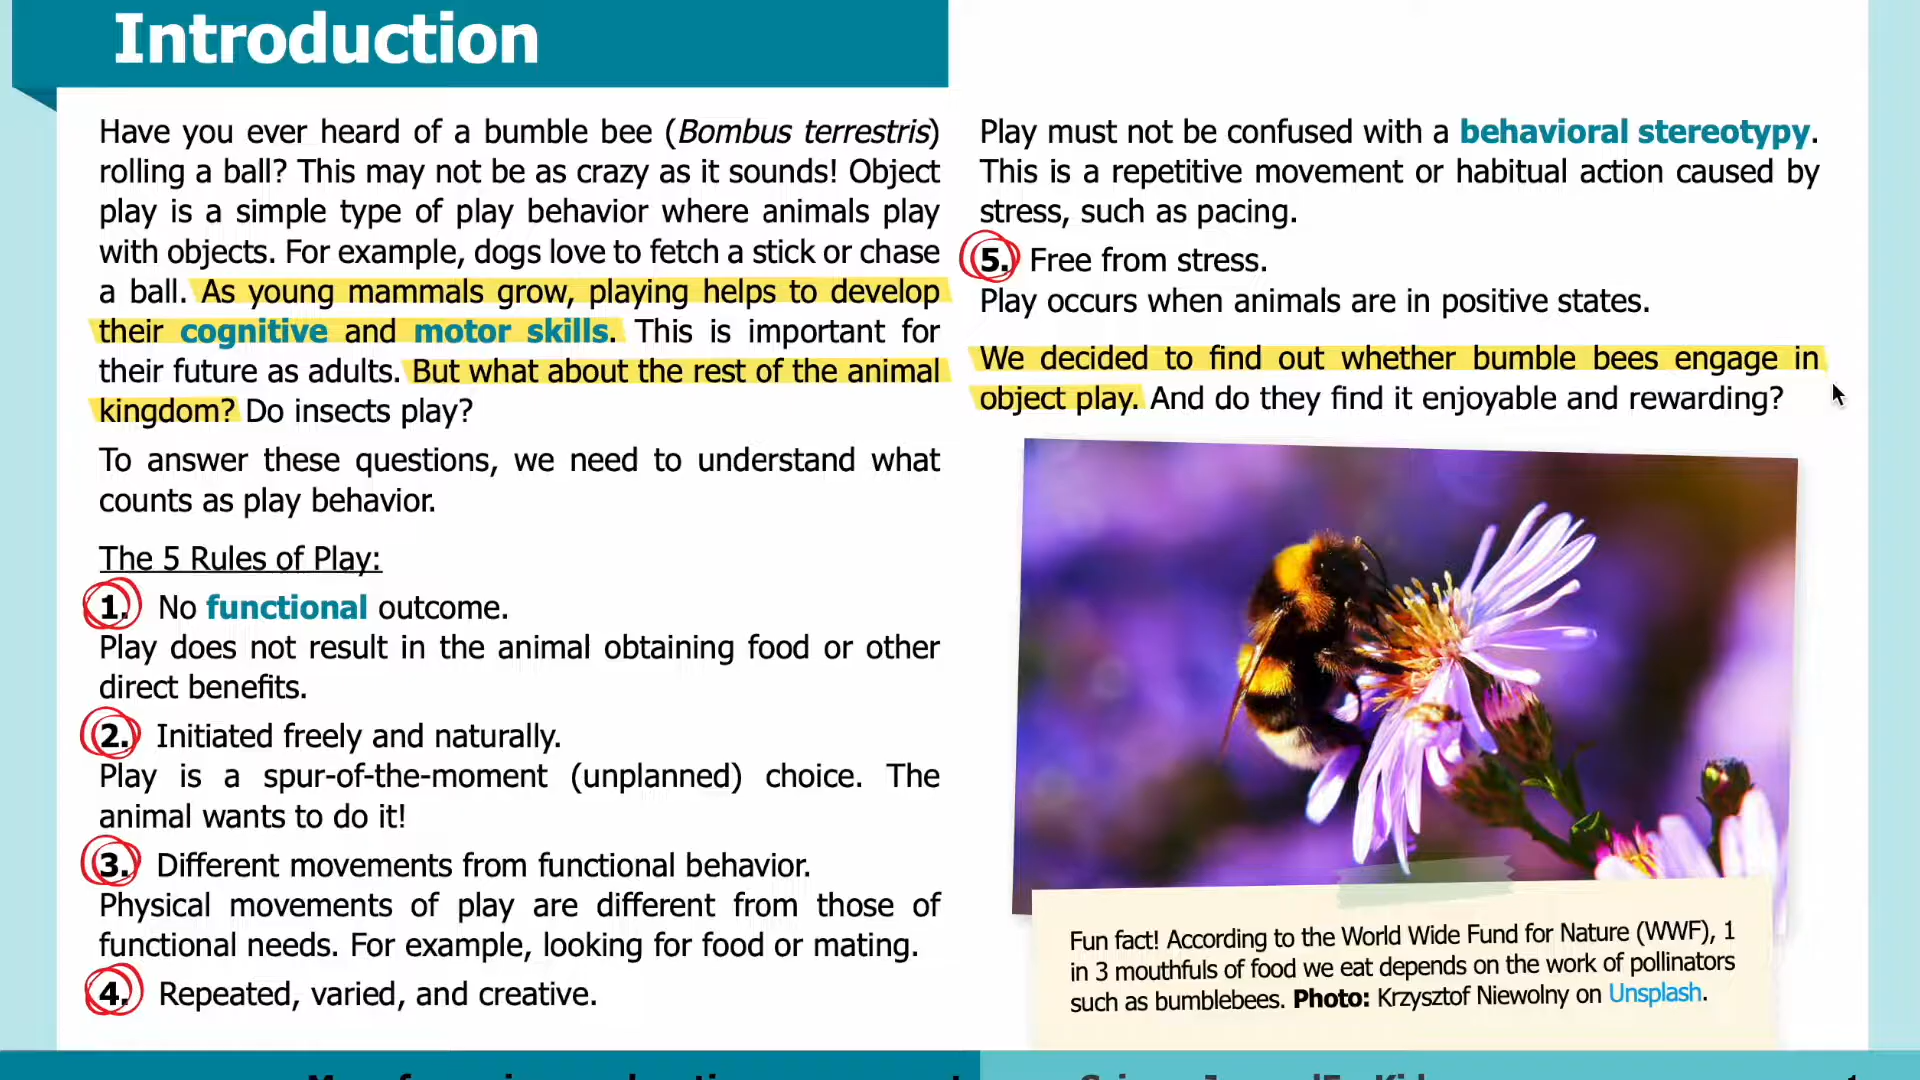 Introduction
Have you ever heard of a bumble bee (Bombus terrestris)
rolling a ball? This may not be as crazy as it sounds! Object
play is a simple type of play behavior where animals play
with objects. For example, dogs love to fetch a stick or chase
a ball. As young mammals grow, playing helps to develop
their cognitive and motor skills. This is important for
their future as adults. But what about the rest of the animal
kingdom? Do insects play?
To answer these questions, we need to understand what
counts as play behavior.
The 5 Rules of Play:
1. No functional outcome.
Play does not result in the animal obtaining food or other
direct benefits.
2. Initiated freely and naturally.
Play is a spur-of-the-moment (unplanned) choice. The
animal wants to do it!
3. Different movements from functional behavior.
Physical movements of play are different from those of
functional needs. For example, looking for food or mating.
4. Repeated, varied, and creative.
Play must not be confused with a behavioral stereotypy.
This is a repetitive movement or habitual action caused by
stress, such as pacing.
5. Free from stress.
Play occurs when animals are in positive states.
We decided to find out whether bumble bees engage in
object play. And do they find it enjoyable and rewarding?
Fun fact! According to the World Wide Fund for Nature (WWF), 1
in 3 mouthfuls of food we eat depends on the work of pollinators
such as bumblebees. Photo: Krzysztof Niewolny on Unsplash.